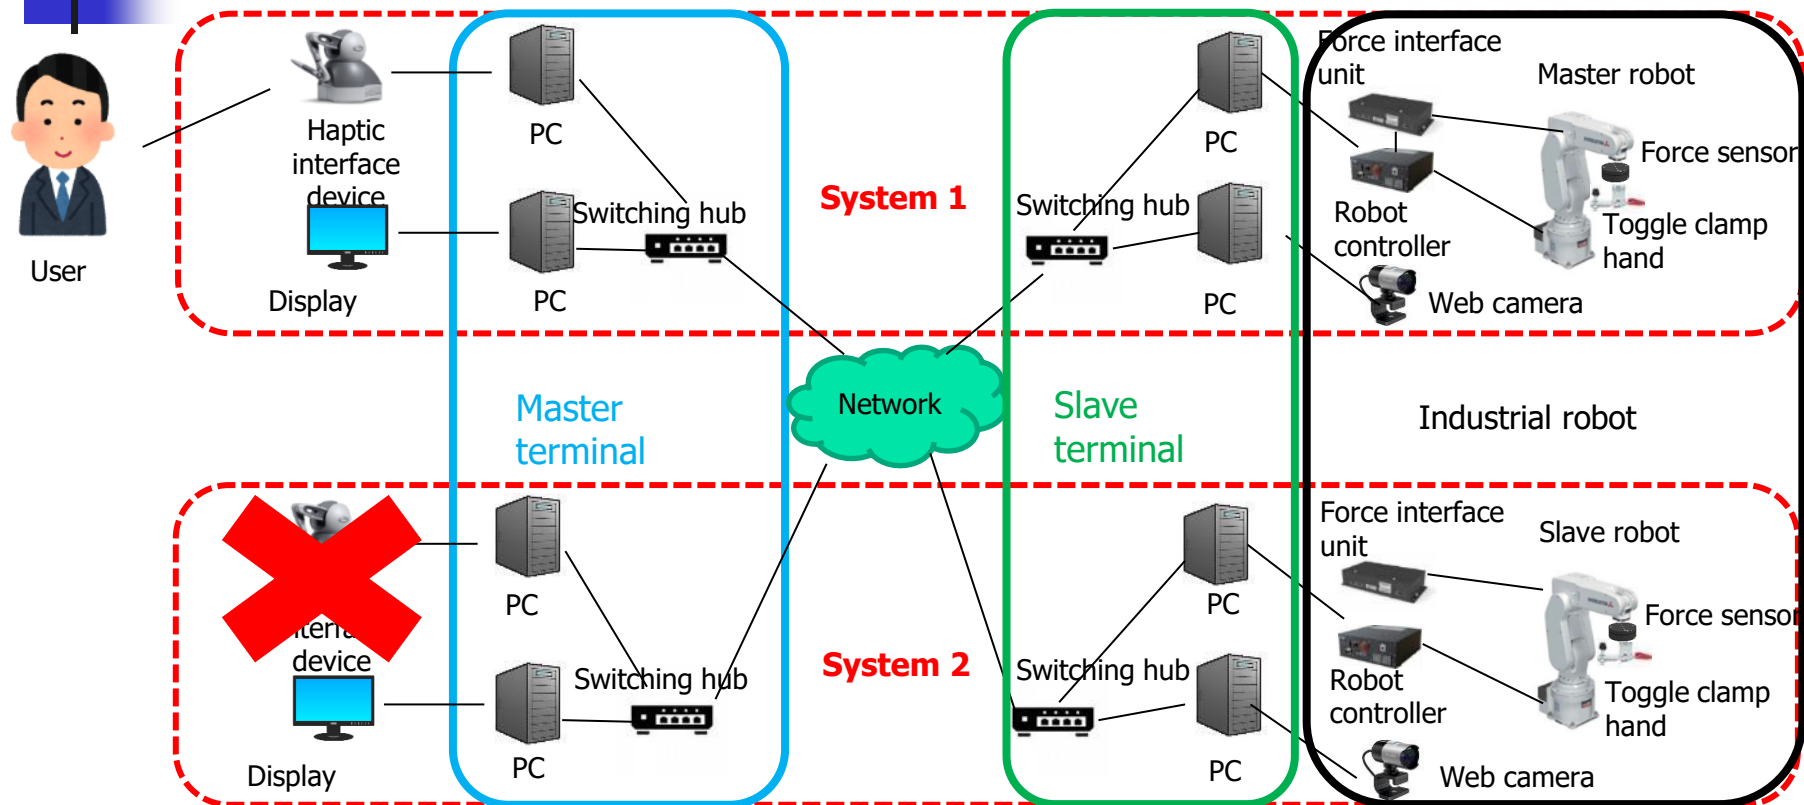 Force interface
unit
Master robot
PC
Haptic
interface
device
PC
Force sensor
System 1
Switching hub
Switching hub
Robot
controller
Toggle clamp
hand
User
Display
PC
PC
Web camera
Master
terminal
Network
Slave
terminal
Industrial robot
Force interface
unit
Slave robot
PC
PC
Force sensor
terface
device
System 2
Switching hub
Switching hub
Robot
controller
Toggle clamp
hand
Display
PC
PC
Web camera